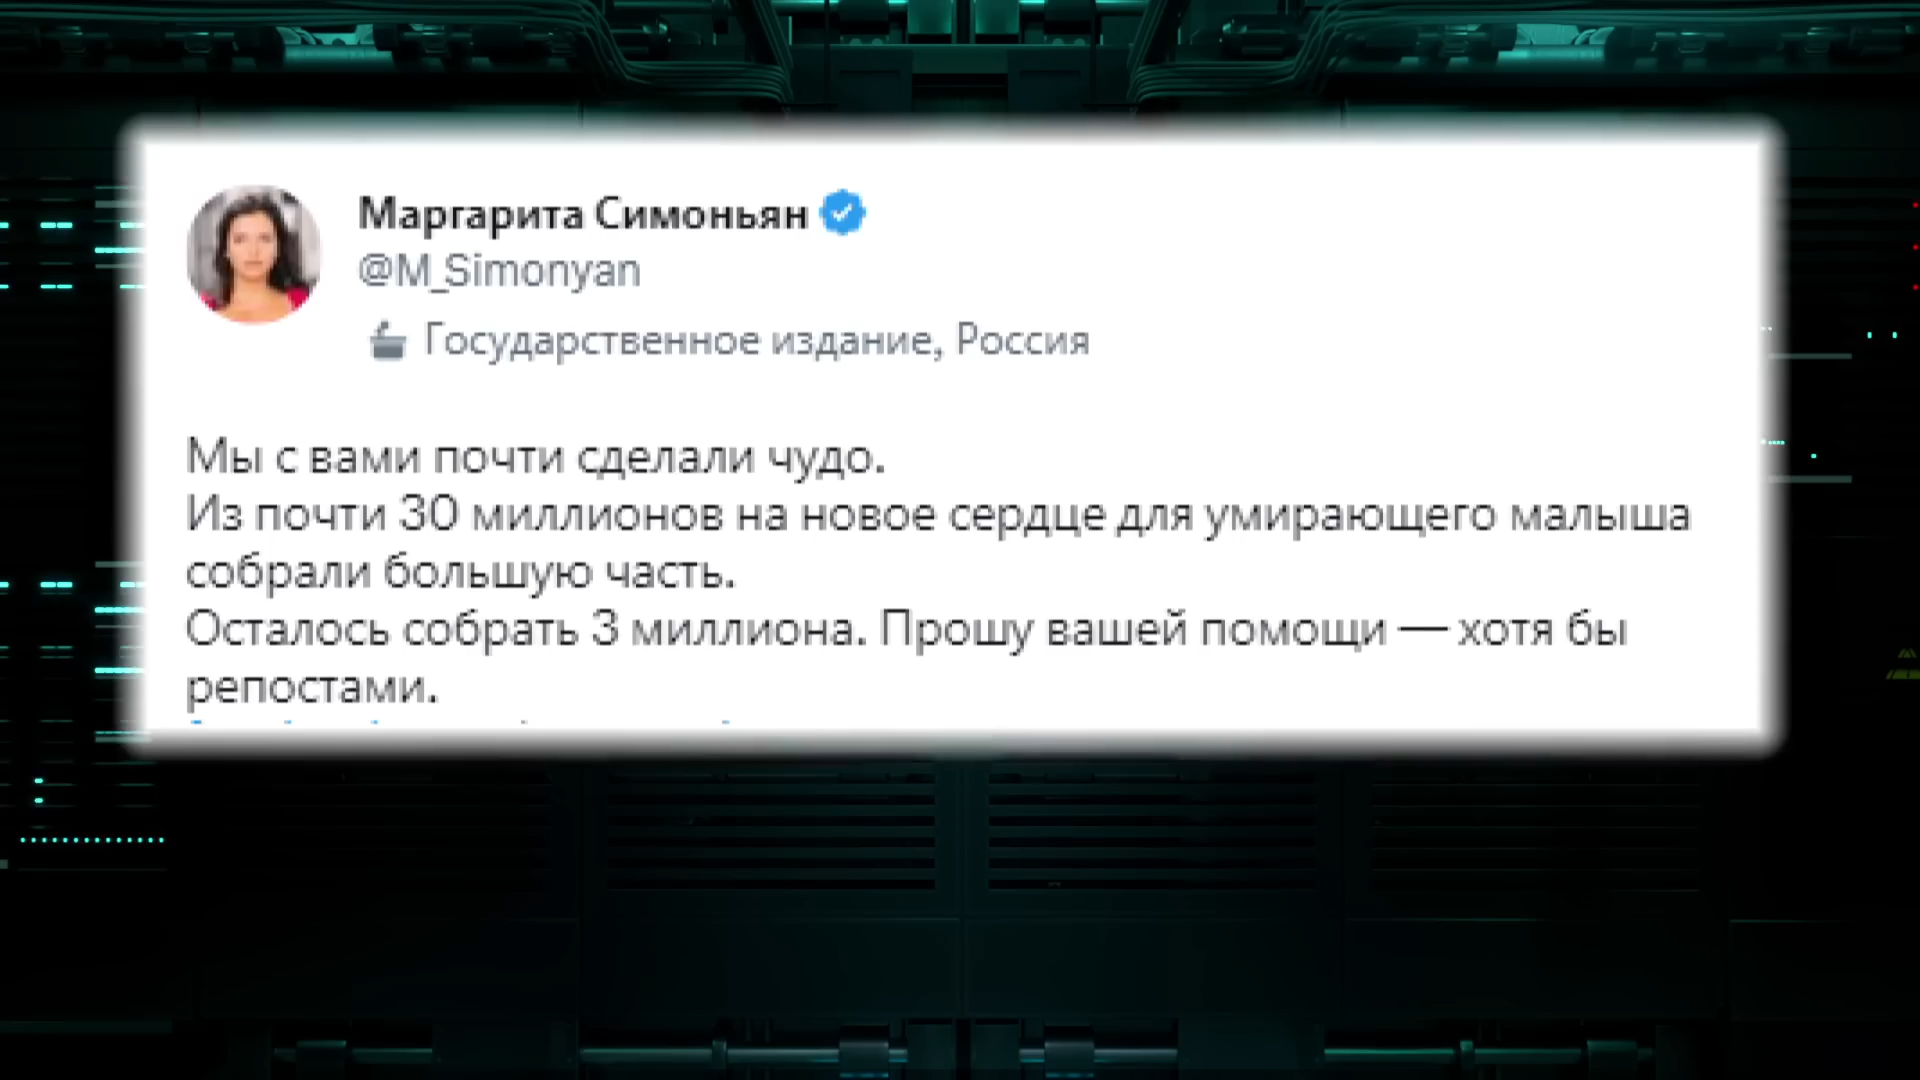 Маргарита Симоньян
@M_Simonyan
Государственное издание, Россия
Мы с вами почти сделали чудо.
Из почти 30 миллионов на новое сердце для умирающего малыша
собрали большую часть.
Осталось собрать 3 миллиона. Прошу вашей помощи — хотя бы
репостами.